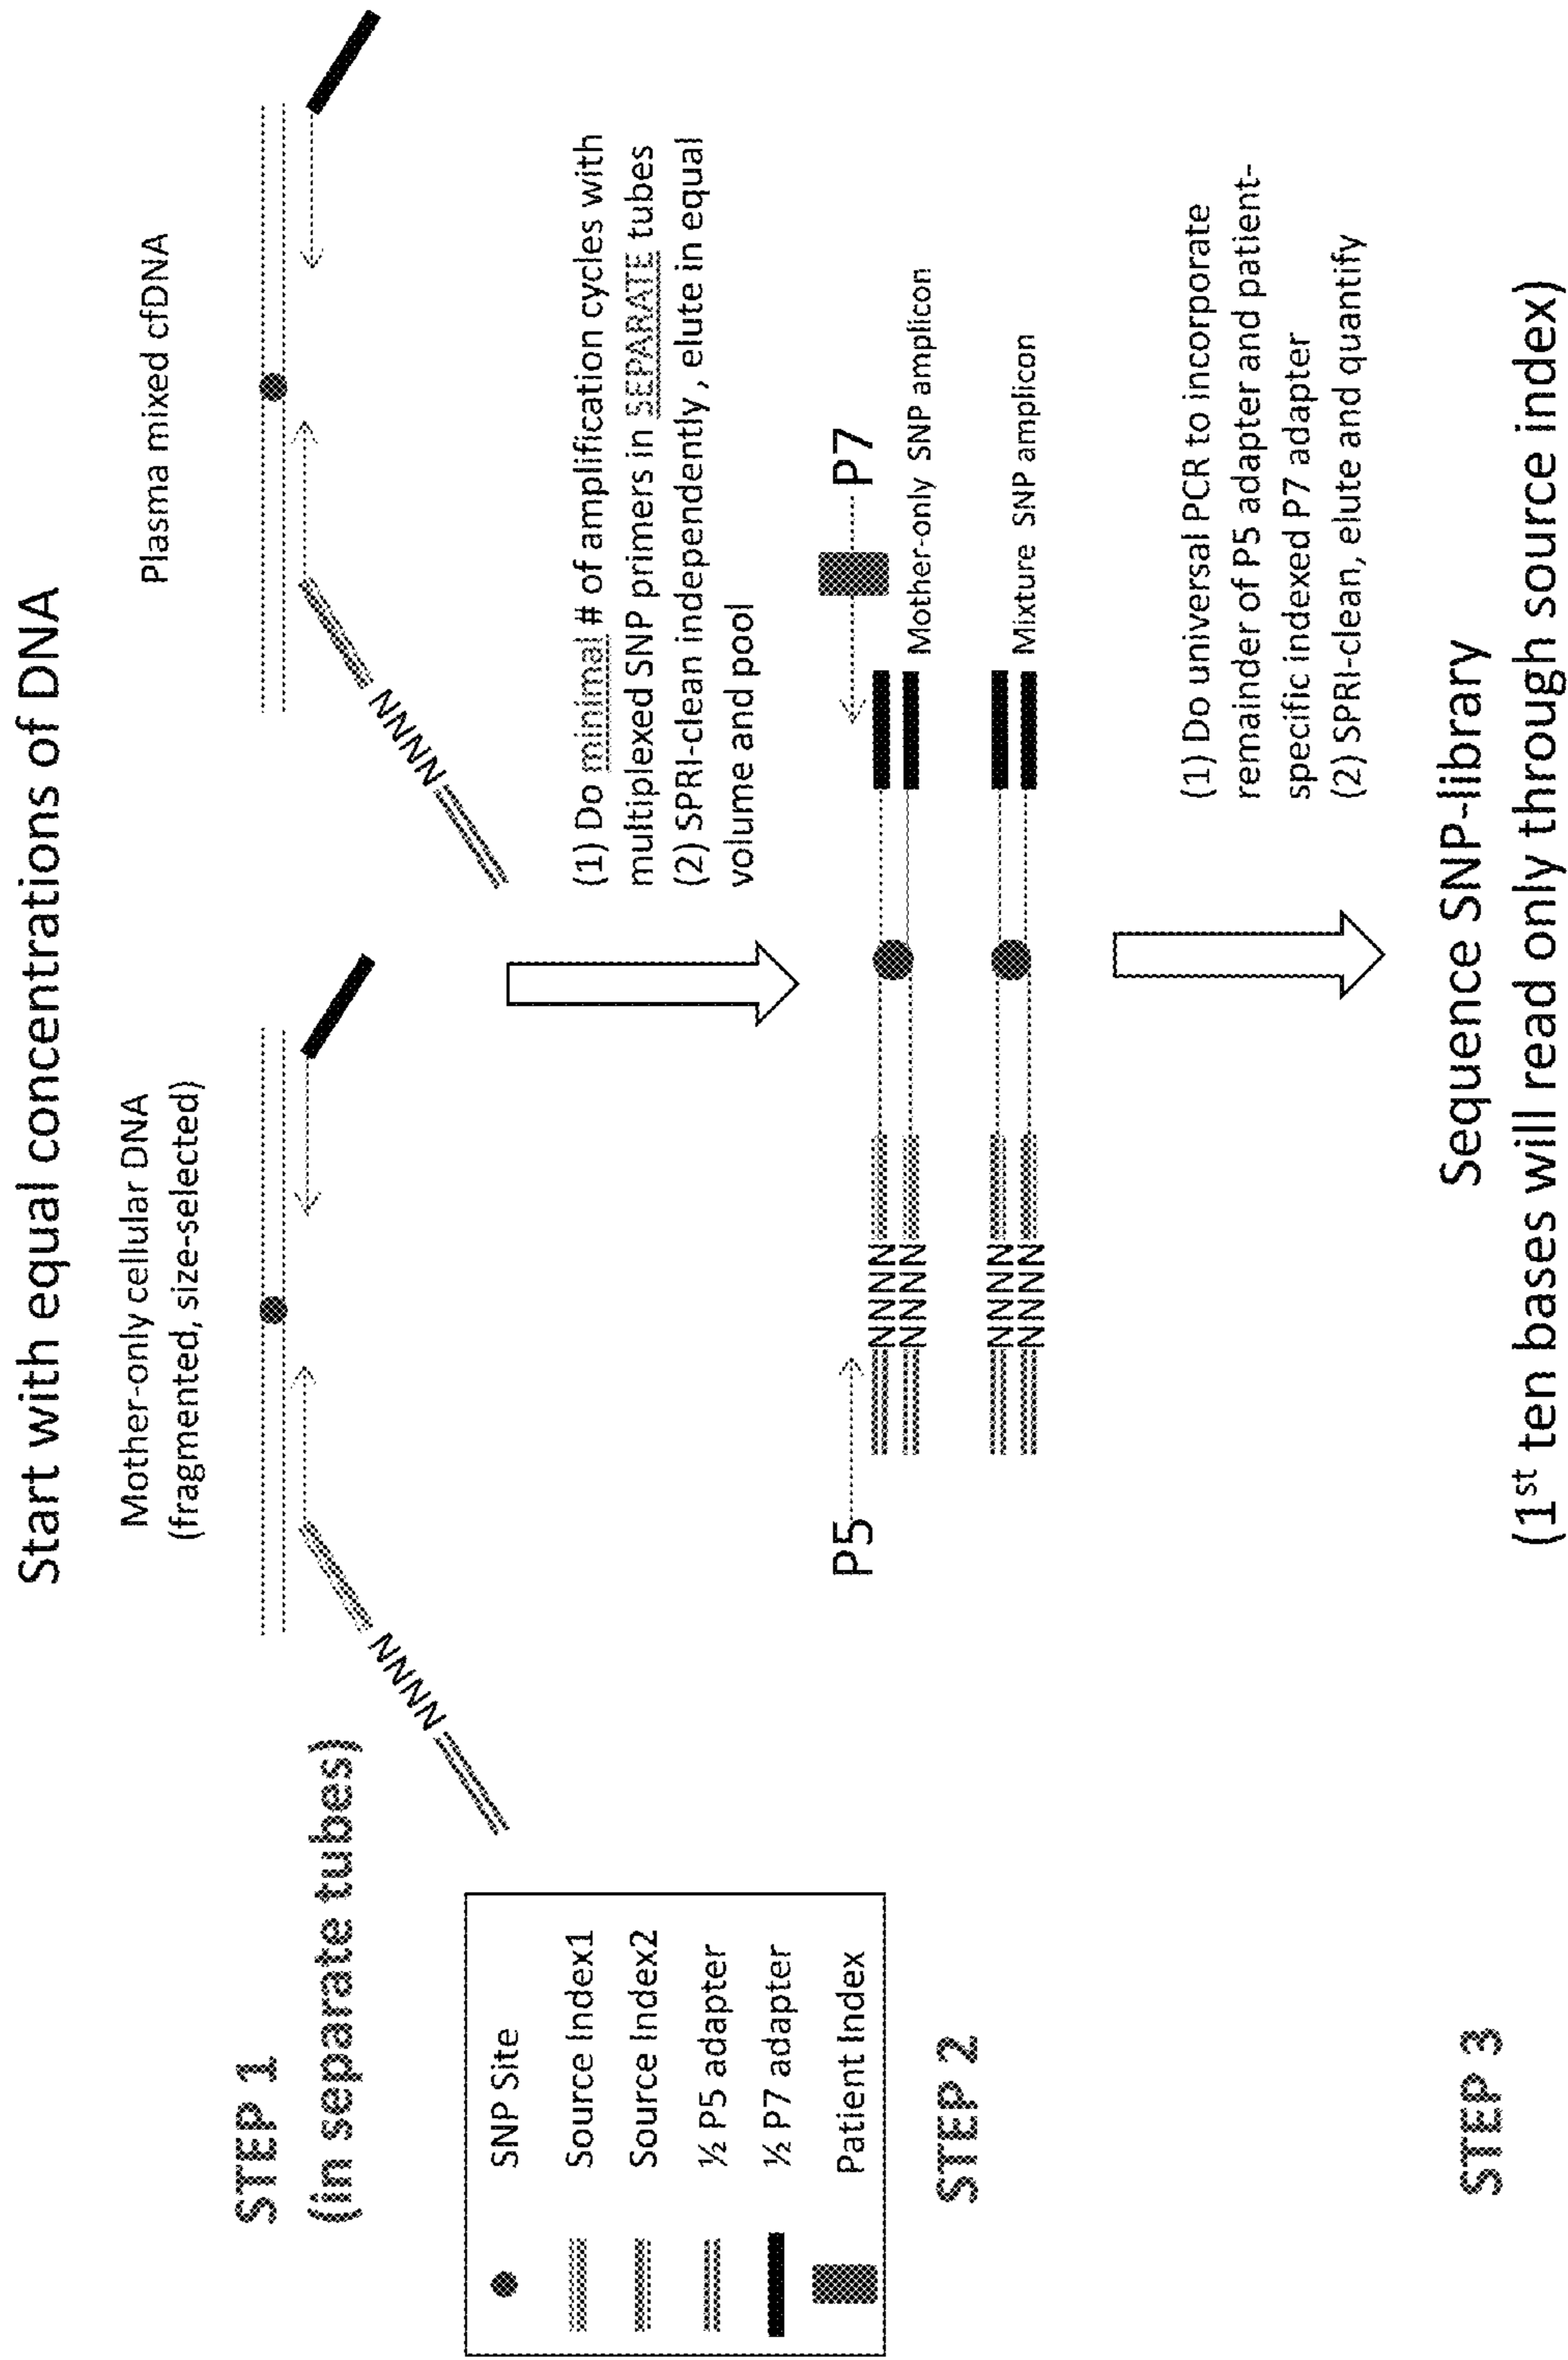 Start with equal concentrations of DNA
STEP 1
(in separate tubes)
Mother-only cellular DNA
(fragmented, size-selected)
Plasma mixed cfDNA
NNNN
NNNN
SNP Site
Source Index1
Source Index2
½ P5 adapter
½ P7 adapter
Patient Index
(1) Do minimal # of amplification cycles with
multiplexed SNP primers in SEPARATE tubes
(2) SPRI-clean independently , elute in equal
volume and pool
STEP 2
P5
P7
NNNN
NNNN
Mother-only SNP amplicon
NNNN
NNNN
Mixture SNP amplicon
(1) Do universal PCR to incorporate
remainder of P5 adapter and patient-
specific indexed P7 adapter
(2) SPRI-clean, elute and quantify
STEP 3
Sequence SNP-library
(1st ten bases will read only through source index)